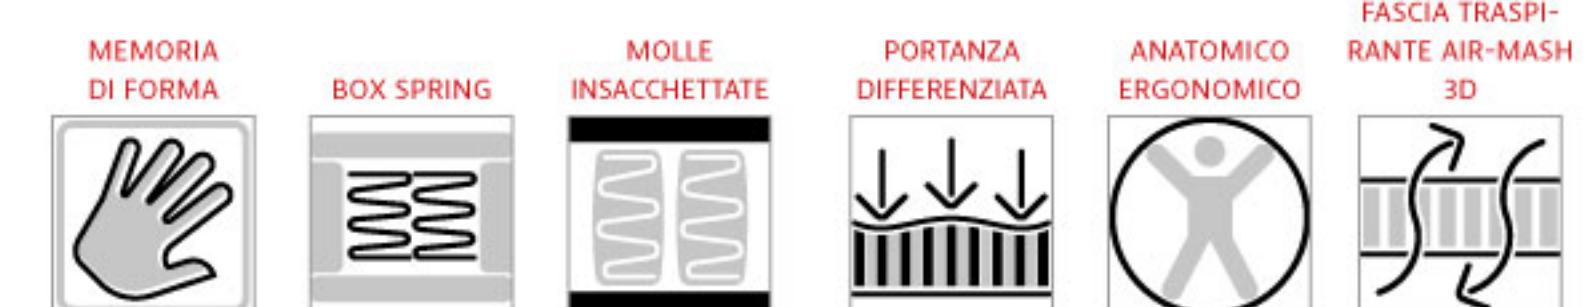 MEMORIA
DI FORMA
BOX SPRING
MOLLE
INSACCHETTATE
PORTANZA
DIFFERENZIATA
ANATOMICO
ERGONOMICO
FASCIA TRASPI-
RANTE AIR-MASH
3D